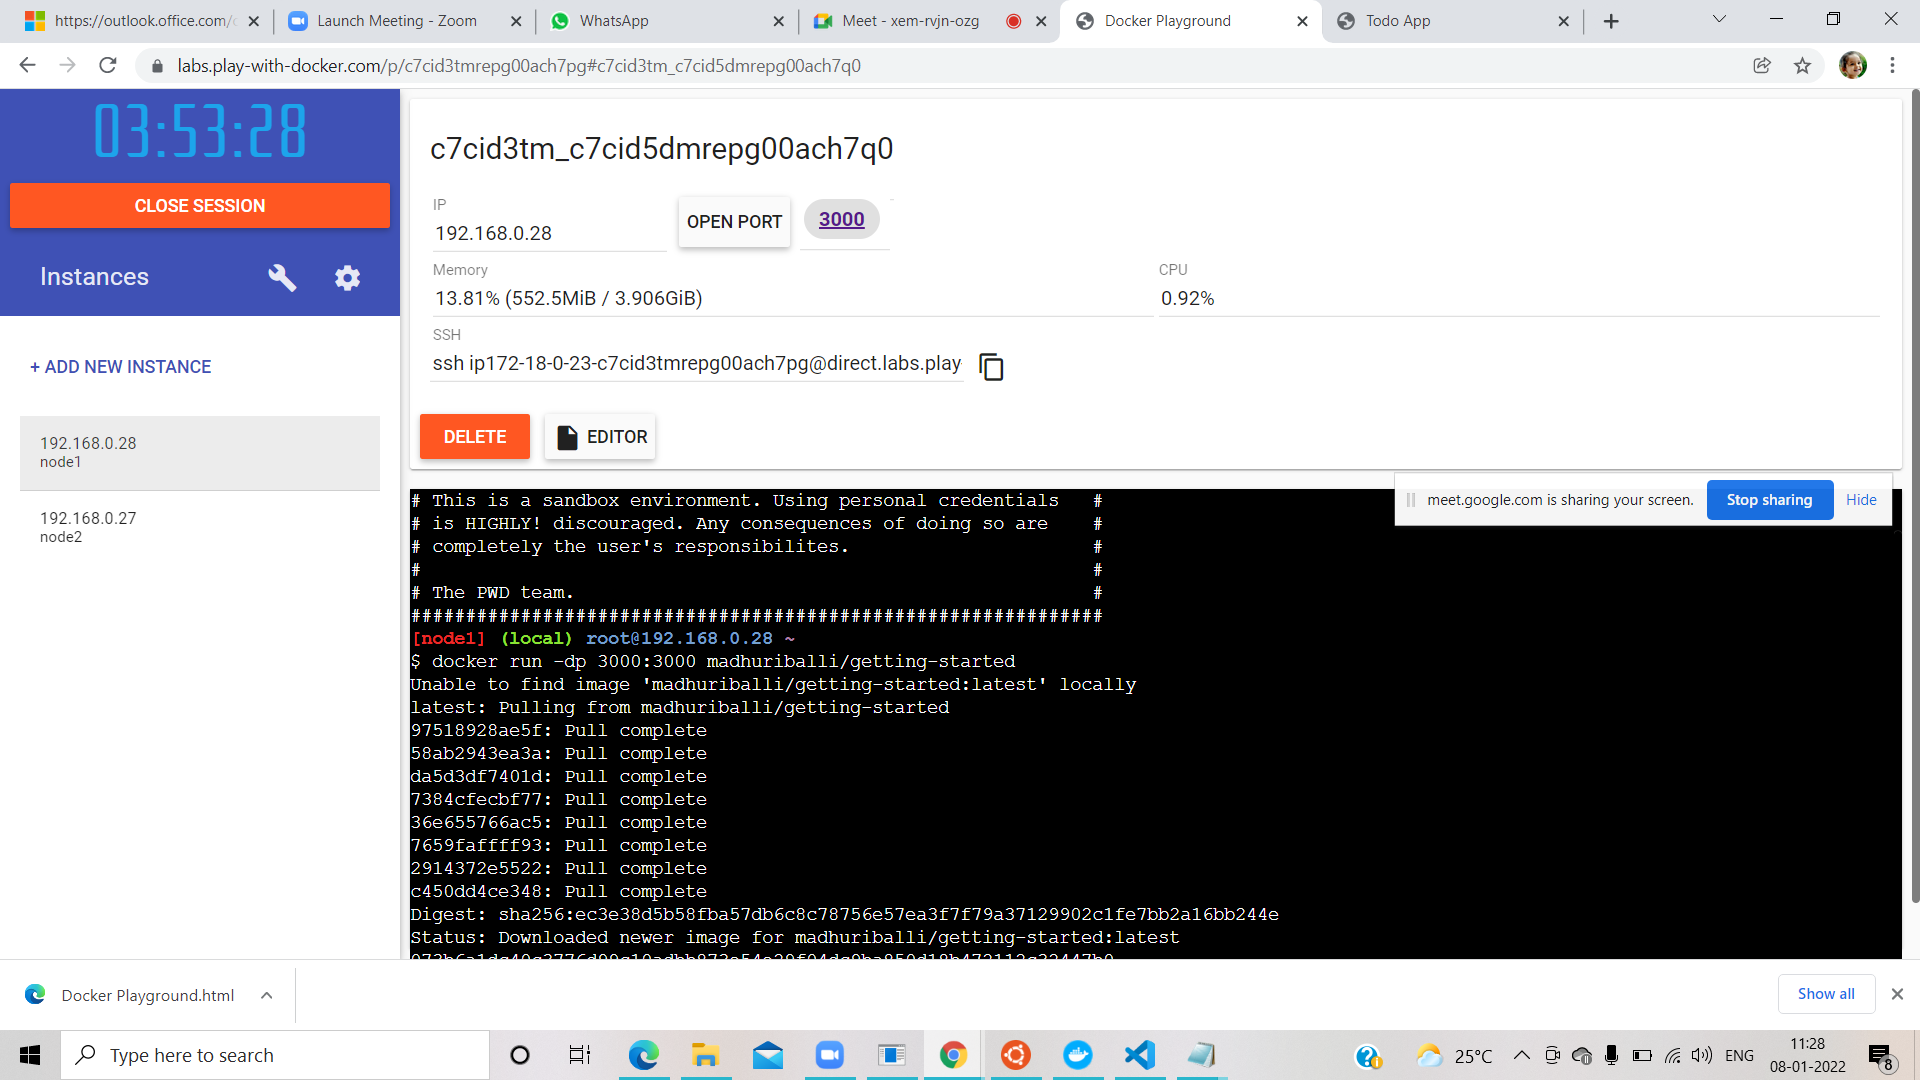 https://outlook.office.com/
Launch Meeting - Zoom
WhatsApp
Meet - xem-rvjn-ozg
Docker Playground
Todo App
labs.play-with-docker.com/p/c7cid3tmrepg00ach7pg#c7cid3tm_c7cid5dmrepg00ach7q0
03:53:28
CLOSE SESSION
Instances
+ ADD NEW INSTANCE
192.168.0.28
node1
192.168.0.27
node2
c7cid3tm_c7cid5dmrepg00ach7q0
IP
192.168.0.28
OPEN PORT
3000
Memory
13.81% (552.5MiB / 3.906GiB)
CPU
0.92%
SSH
ssh ip172-18-0-23-c7cid3tmrepg00ach7pg@direct.labs.play
DELETE
EDITOR
meet.google.com is sharing your screen.
Stop sharing
Hide
# This is a sandbox environment. Using personal credentials #
# is HIGHLY! discouraged. Any consequences of doing so are #
# completely the user's responsibilites. #
# #
# The PWD team. #
###############################################################
[node1] (local) root@192.168.0.28 ~
$ docker run -dp 3000:3000 madhuriballi/getting-started
Unable to find image 'madhuriballi/getting-started:latest' locally
latest: Pulling from madhuriballi/getting-started
97518928ae5f: Pull complete
58ab2943ea3a: Pull complete
da5d3df7401d: Pull complete
7384cfecbf77: Pull complete
36e655766ac5: Pull complete
7659faffff93: Pull complete
2914372e5522: Pull complete
c450dd4ce348: Pull complete
Digest: sha256:ec3e38d5b58fba57db6c8c78756e57ea3f7f79a37129902c1fe7bb2a16bb244e
Status: Downloaded newer image for madhuriballi/getting-started:latest
Docker Playground.html
Show all
Type here to search
25°C
ENG
11:28
08-01-2022
8